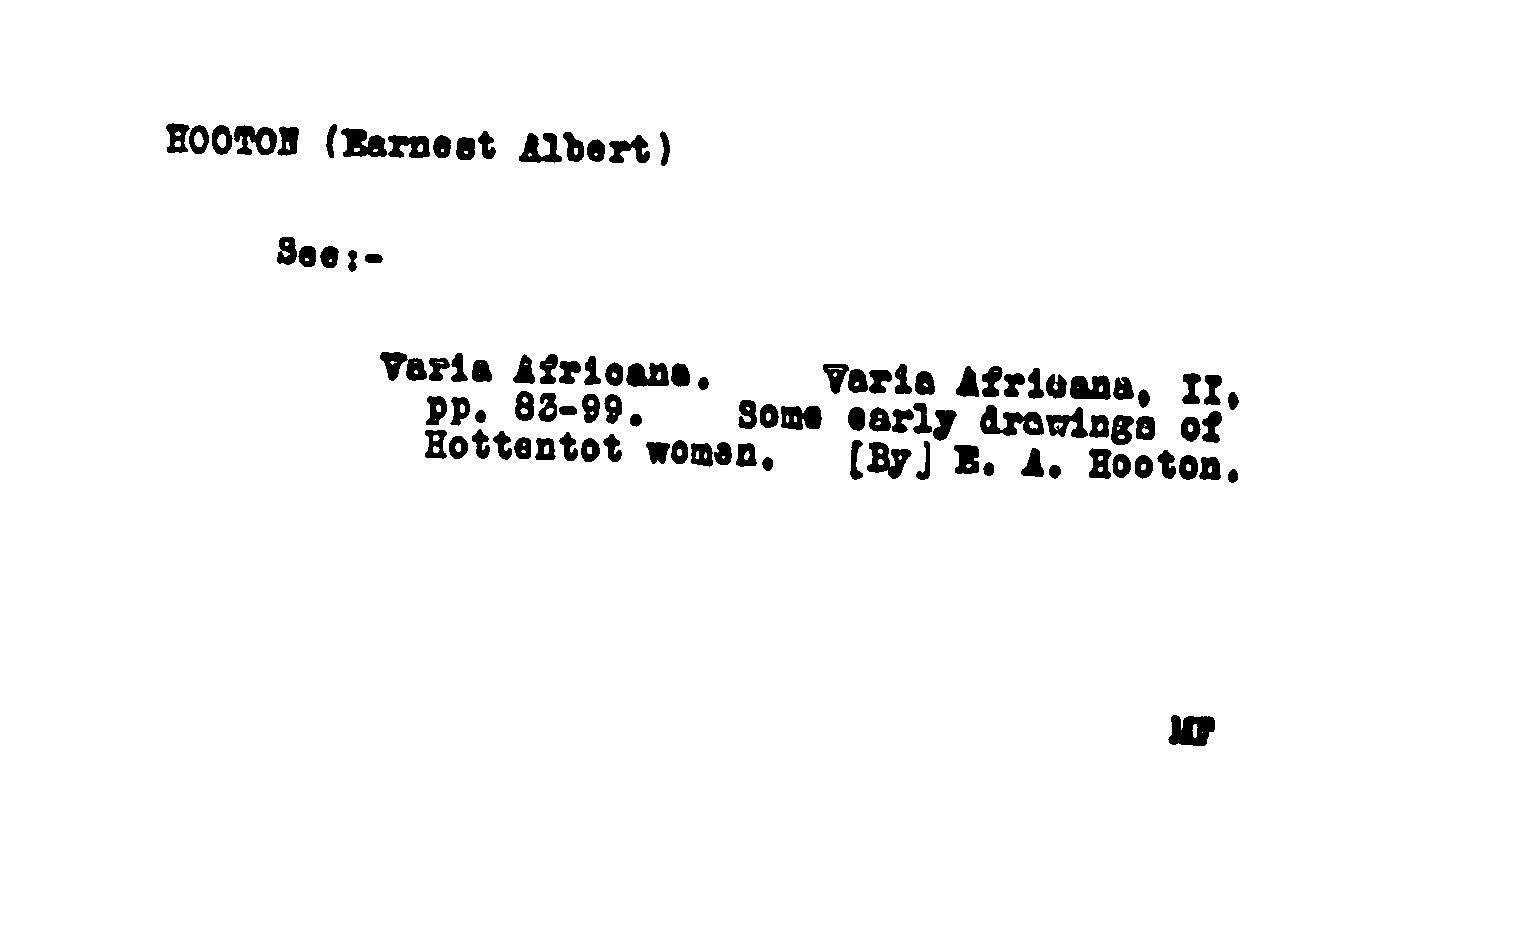 HOOTON (Earnest Albert)
See:-
Varia Africana. Varia Africana, II,
pp. 83-99. Some early drawings of
Hottentot women. [By] E. A. Hooton.
MF